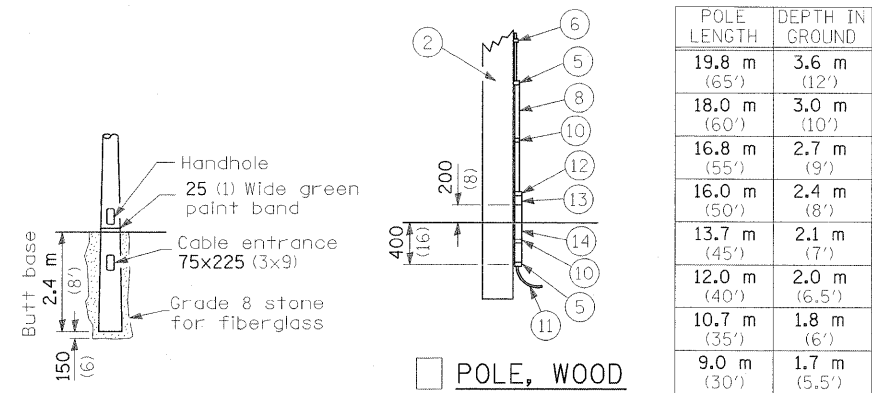 Handhole
25 (1) Wide green
paint band
Cable entrance
75x225 (3x9)
Grade 8 stone
for fiberglass
Butt base
2.4 m
(8')
150
(6)
2
6
5
8
10
12
13
14
10
5
11
200
(8)
400
(16)
POLE, WOOD
POLE LENGTH DEPTH IN GROUND
19.8 m 3.6 m
(65') (12')
18.0 m 3.0 m
(60') (10')
16.8 m 2.7 m
(55') (9')
16.0 m 2.4 m
(50') (8')
13.7 m 2.1 m
(45') (7')
12.0 m 2.0 m
(40') (6.5')
10.7 m 1.8 m
(35') (6')
9.0 m 1.7 m
(30') (5.5')